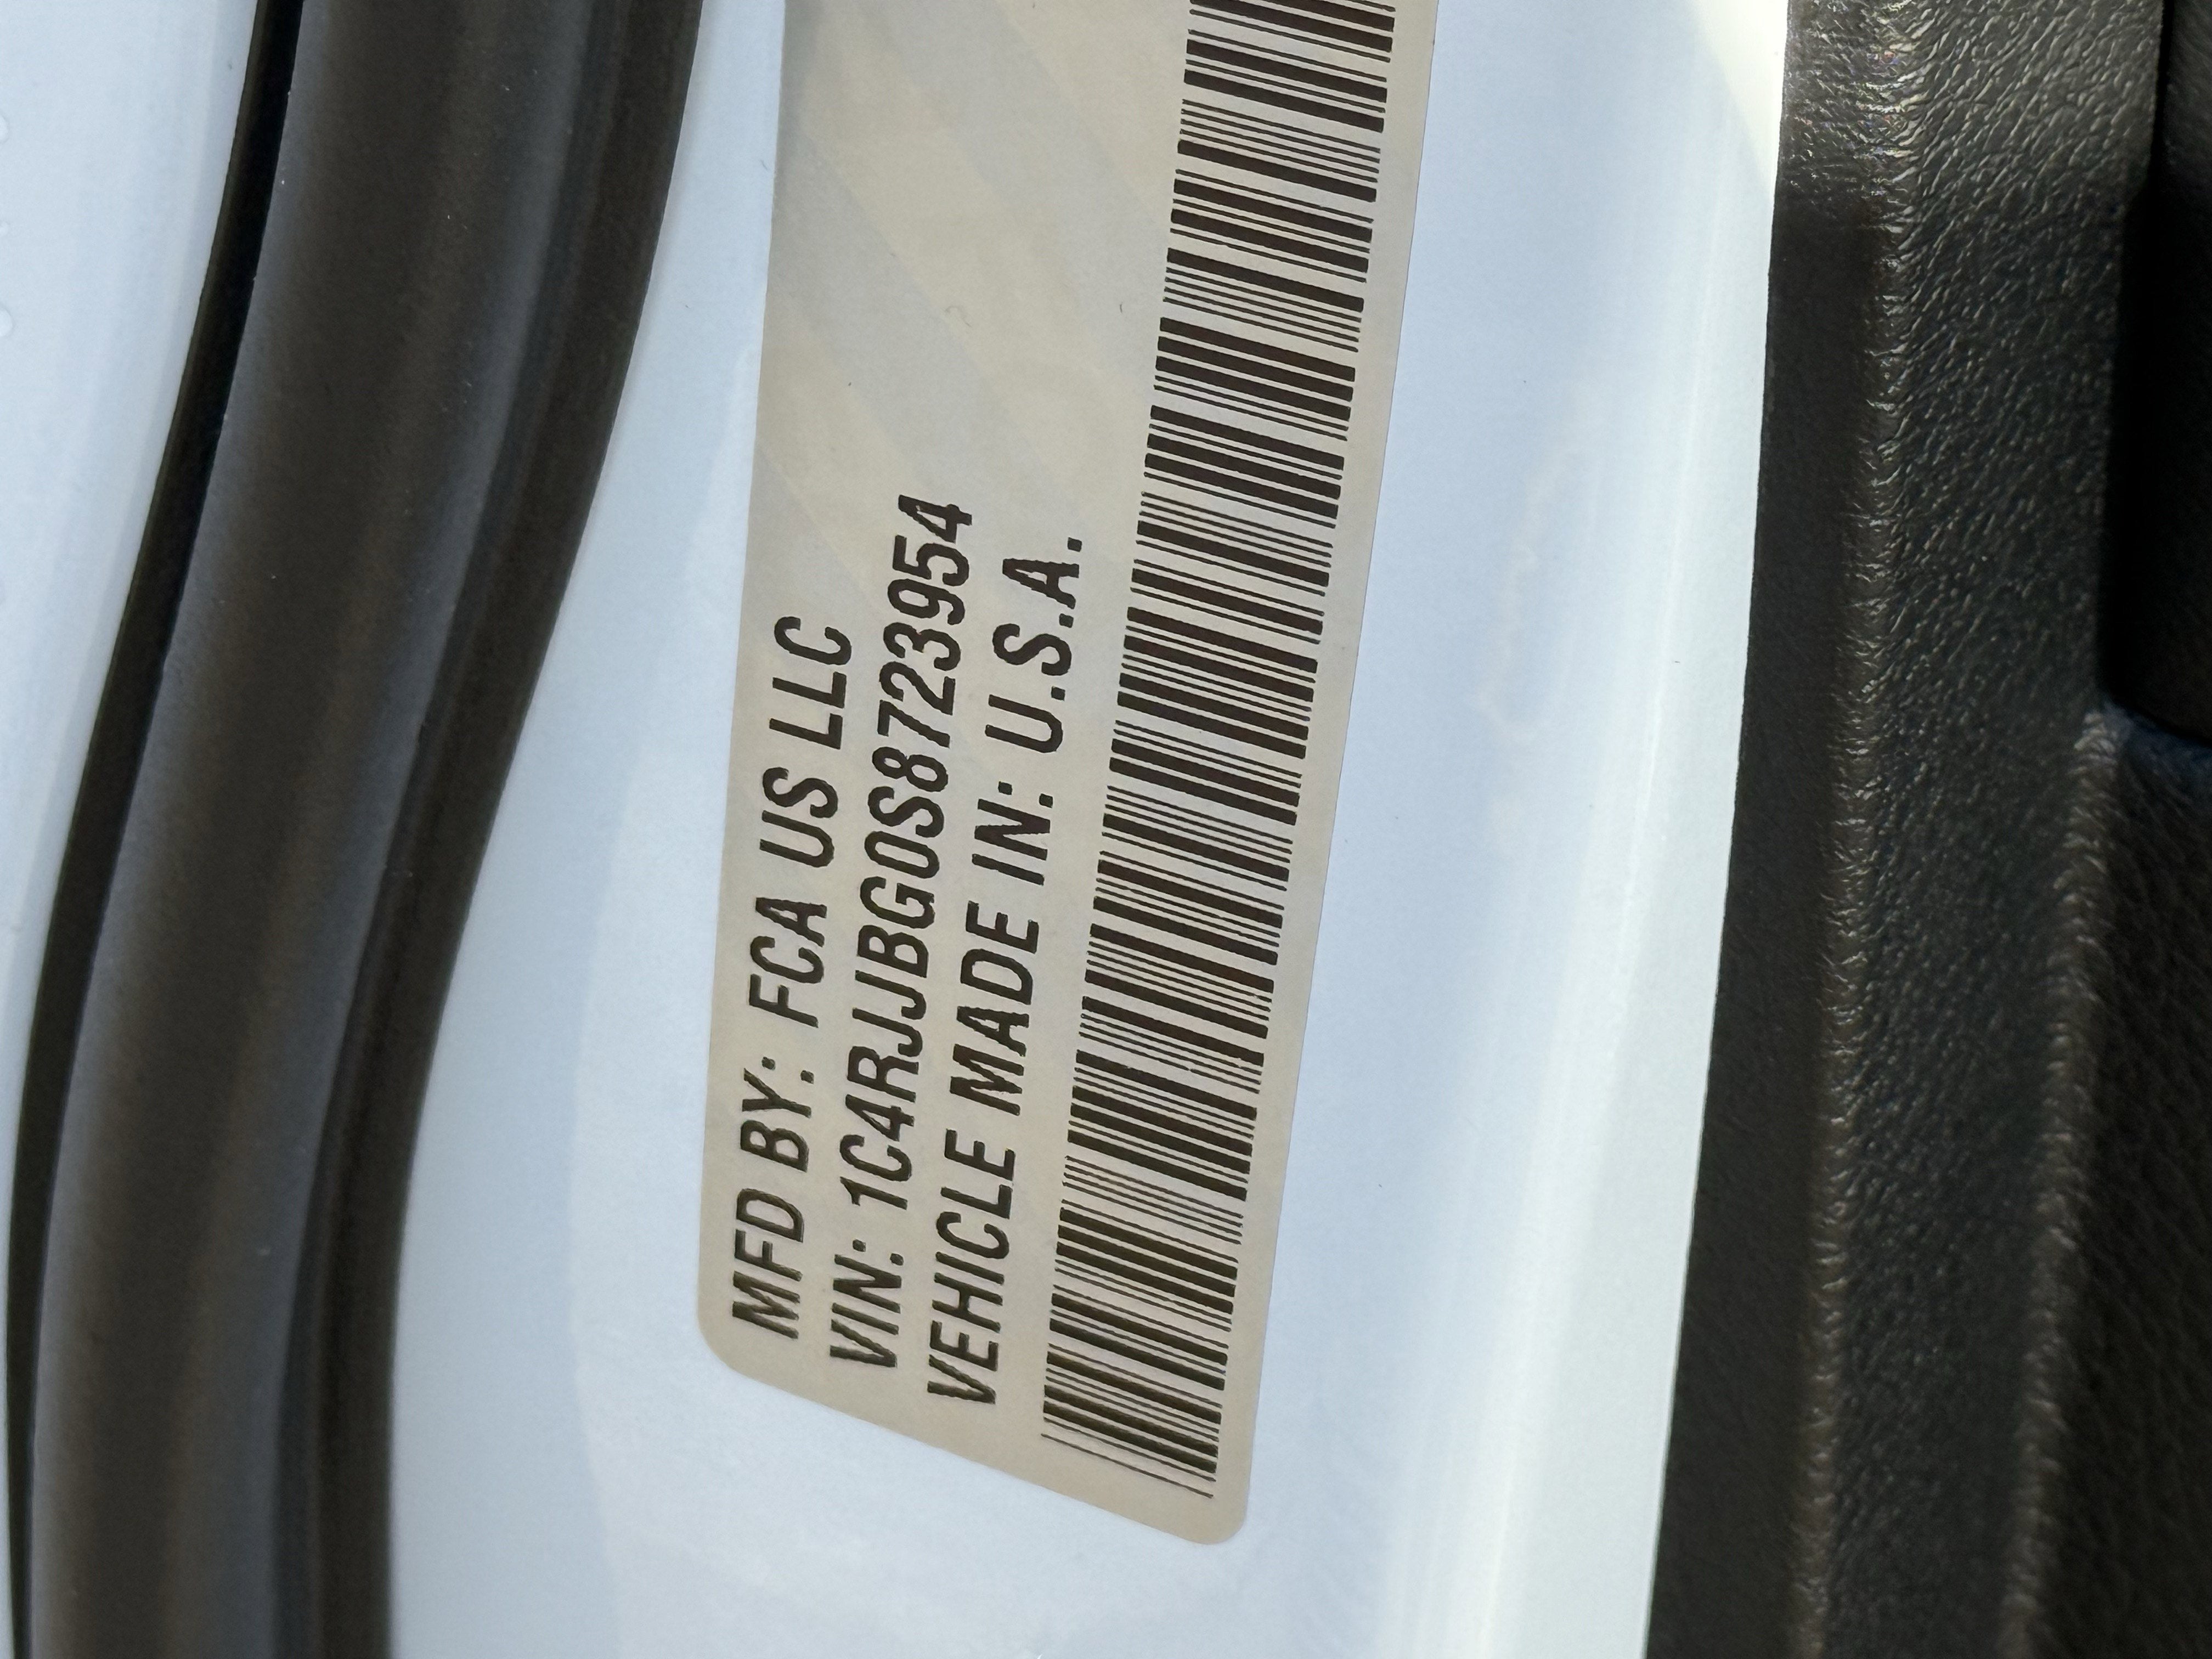 MFD BY: FCA US LLC
VIN: 1C4RJJBG0S8723954
VEHICLE MADE IN: U.S.A.